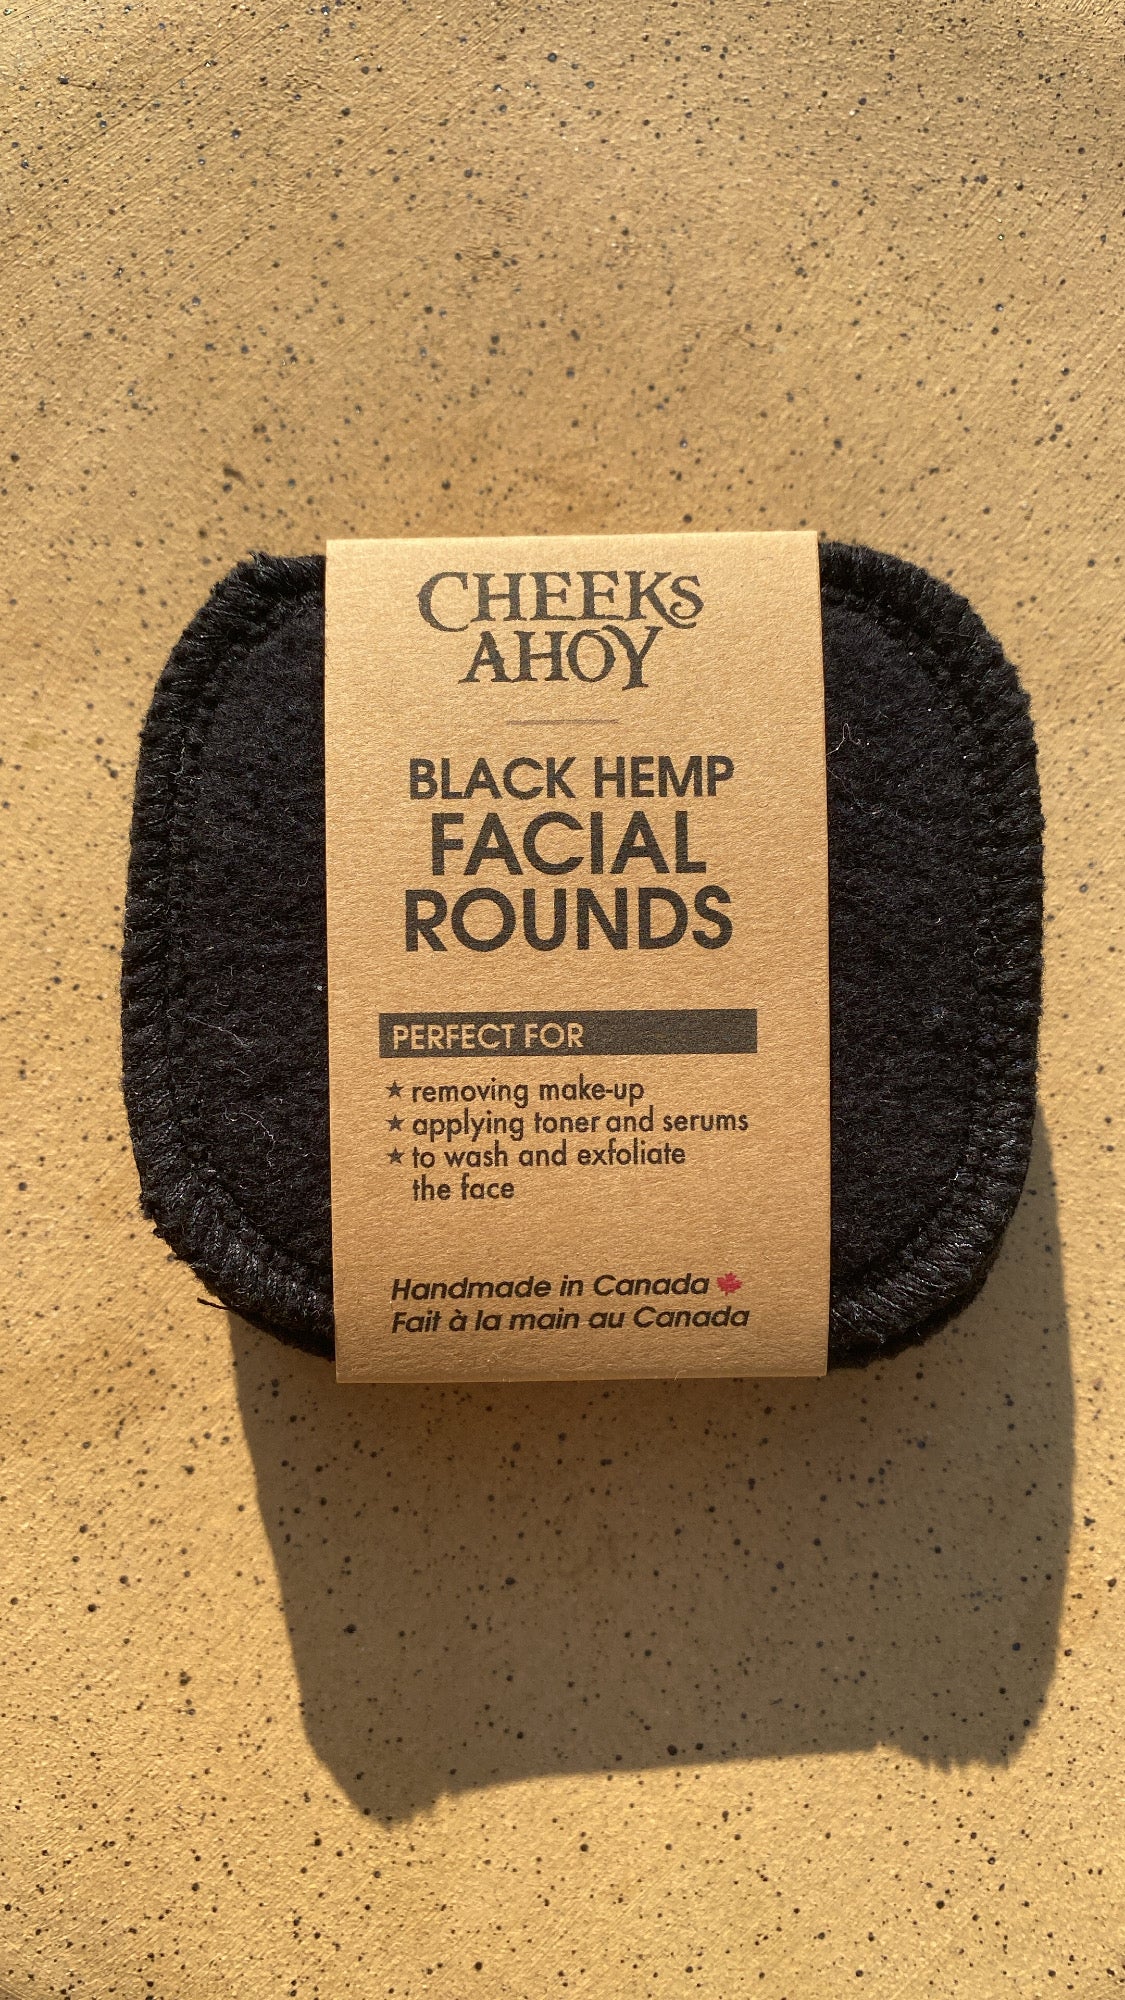 CHEEKS
AHOY
BLACK HEMP
FACIAL
ROUNDS
PERFECT FOR
★ removing make-up
★ applying toner and serums
★ to wash and exfoliate
the face
Handmade in Canada 🍁
Fait à la main au Canada